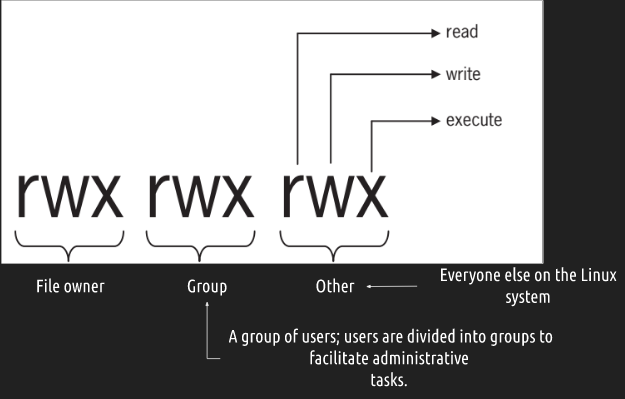 read
write
execute
rwx rwx rwx
File owner
Group
Other
Everyone else on the Linux
system
A group of users; users are divided into groups to
facilitate administrative
tasks.